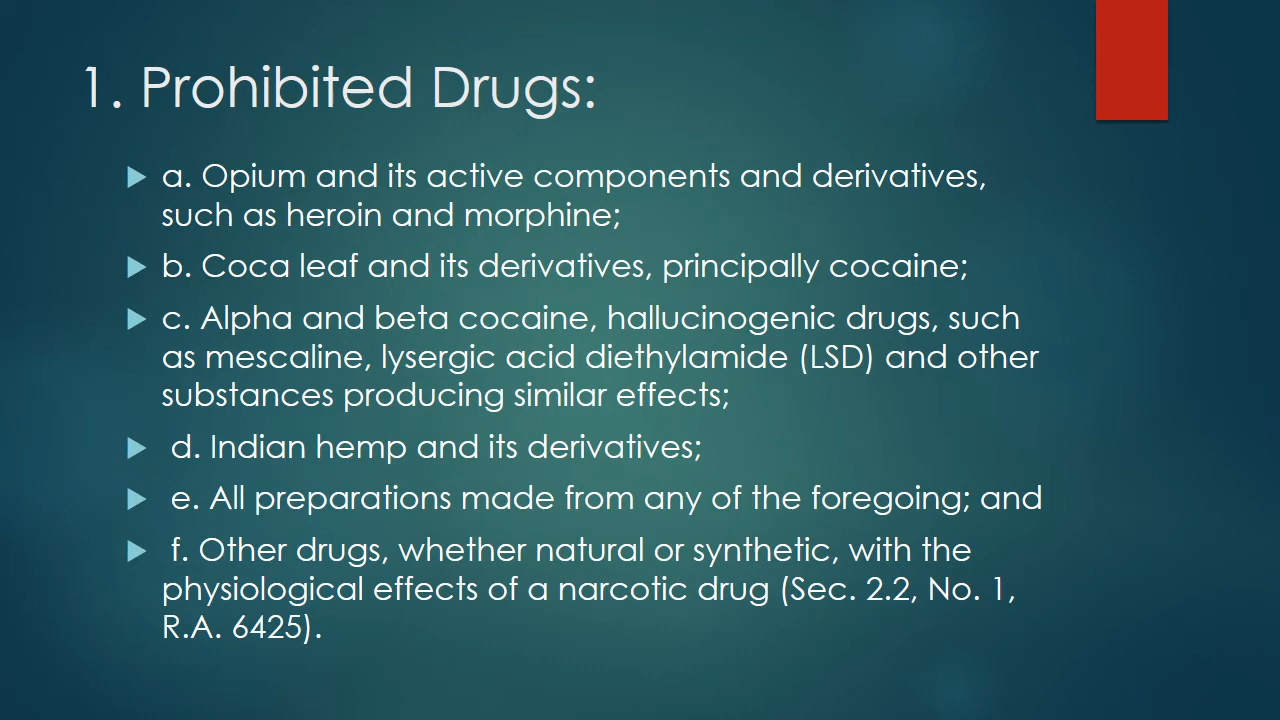 1. Prohibited Drugs:
a. Opium and its active components and derivatives,
such as heroin and morphine;
b. Coca leaf and its derivatives, principally cocaine;
c. Alpha and beta cocaine, hallucinogenic drugs, such
as mescaline, lysergic acid diethylamide (LSD) and other
substances producing similar effects;
d. Indian hemp and its derivatives;
e. All preparations made from any of the foregoing; and
f. Other drugs, whether natural or synthetic, with the
physiological effects of a narcotic drug (Sec. 2.2, No. 1,
R.A. 6425).